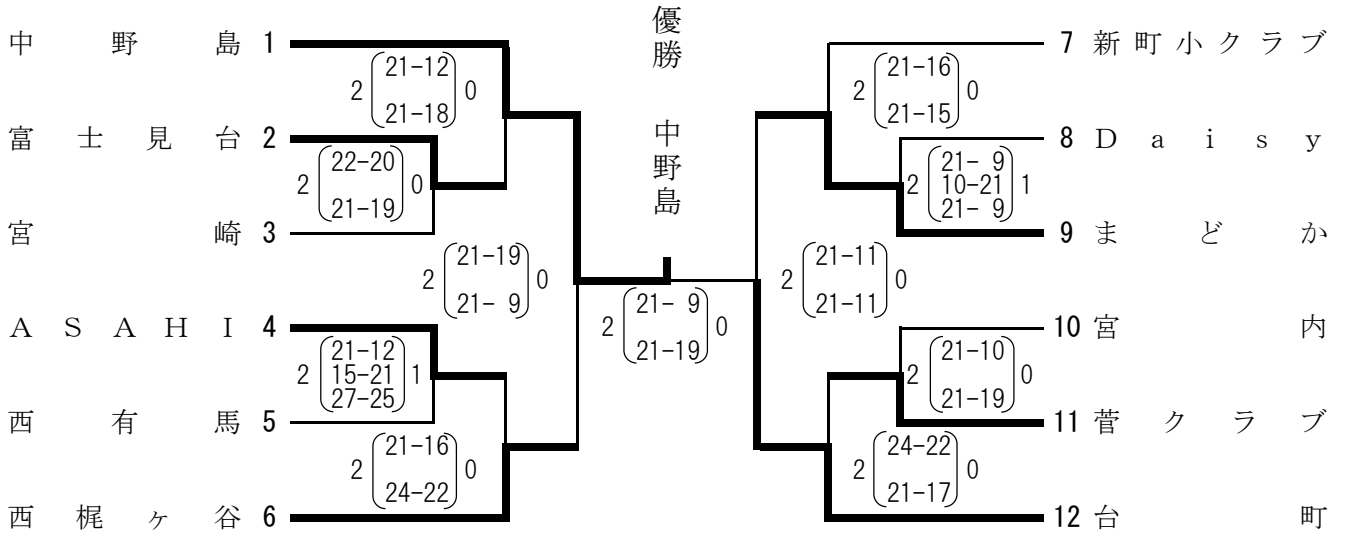 優勝 中野島
中野島 1
2 21-12 0
21-18
富士見台 2
2 22-20 0
21-19
宮崎 3
2 21-19 0
21- 9
ASAHI 4
21-12
2 15-21 1
27-25
西有馬 5
2 21-16 0
24-22
西梶ヶ谷 6
2 21- 9 0
21-19
7 新町小クラブ
2 21-16 0
21-15
8 Daisy
21- 9
2 10-21 1
21- 9
9 まどか
2 21-11 0
21-11
10 宮内
2 21-10 0
21-19
11 菅クラブ
2 24-22 0
21-17
12 台町